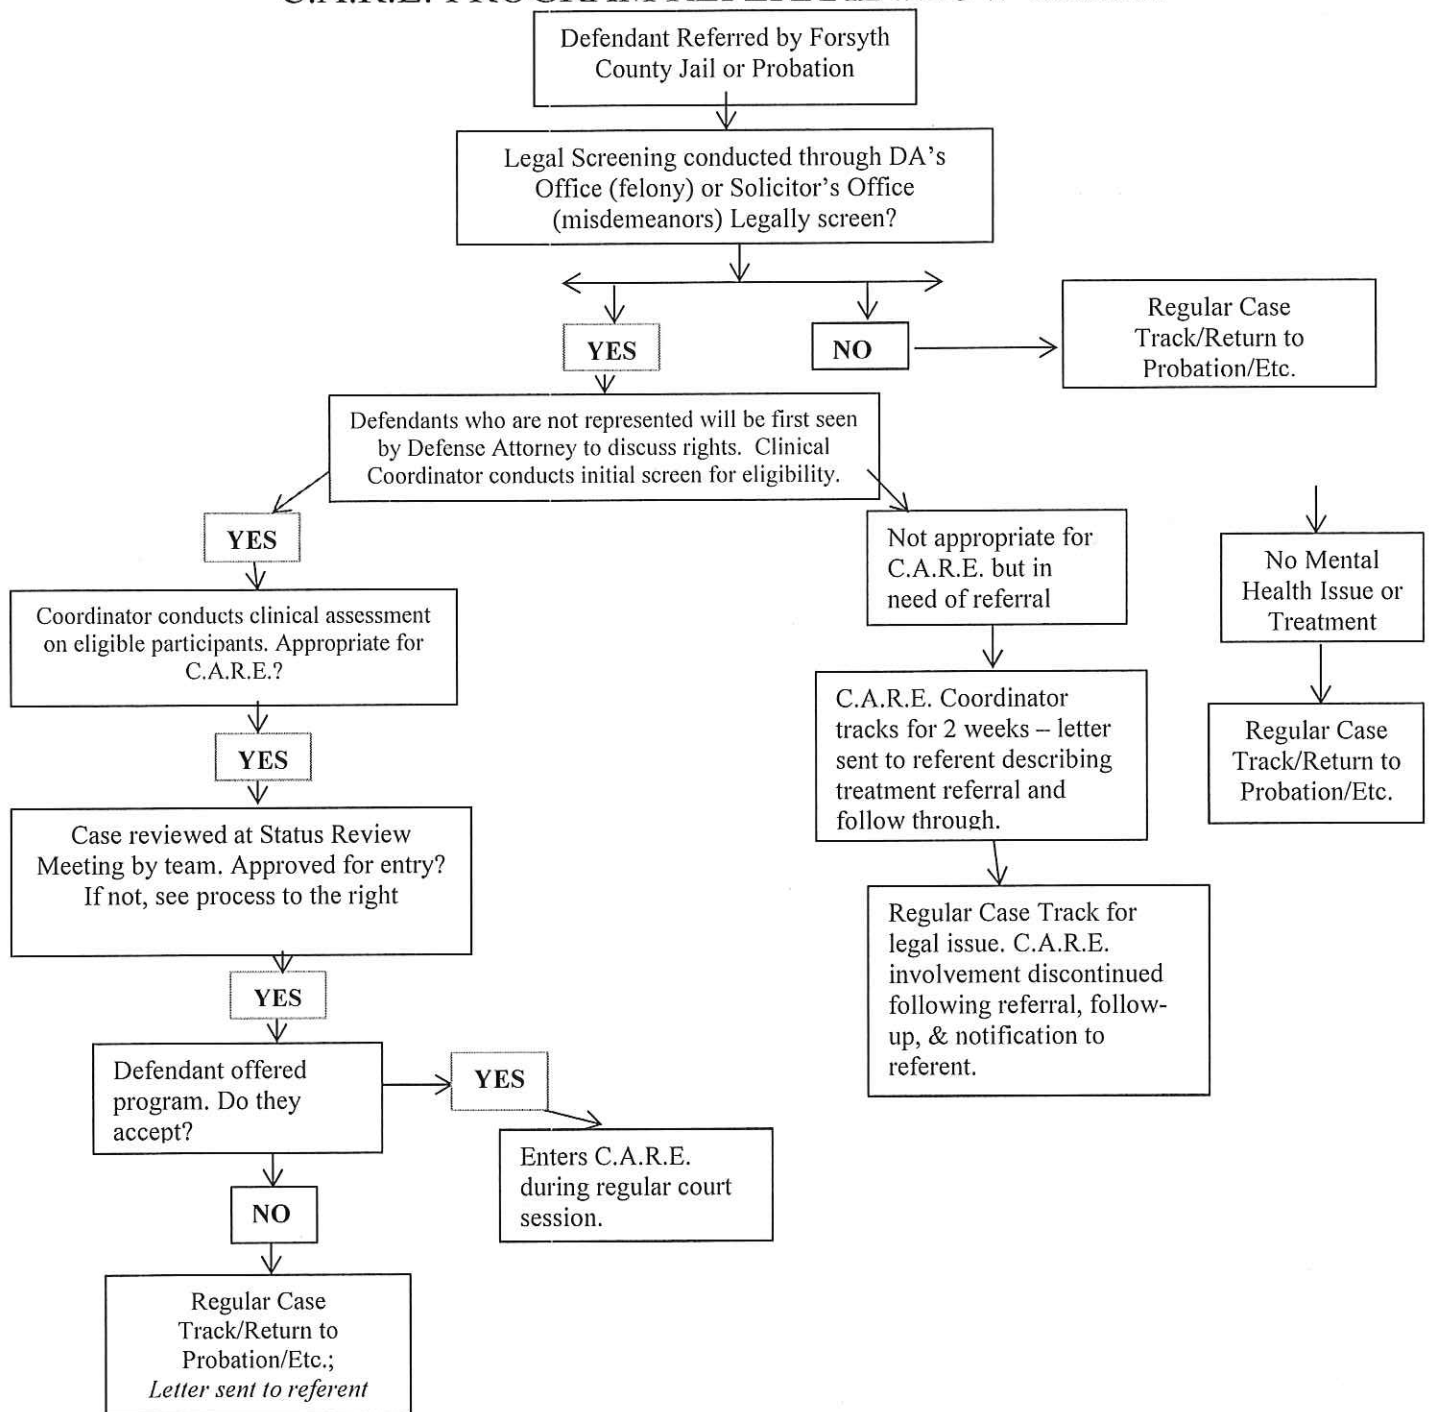 C.A.R.E. PROGRAM
Defendant Referred by Forsyth
County Jail or Probation
Legal Screening conducted through DA's
Office (felony) or Solicitor's Office
(misdemeanors) Legally screen?
YES
NO
Regular Case
Track/Return to
Probation/Etc.
Defendants who are not represented will be first seen
by Defense Attorney to discuss rights. Clinical
Coordinator conducts initial screen for eligibility.
YES
Not appropriate for
C.A.R.E. but in
need of referral
No Mental
Health Issue or
Treatment
Coordinator conducts clinical assessment
on eligible participants. Appropriate for
C.A.R.E.?
C.A.R.E. Coordinator
tracks for 2 weeks – letter
sent to referent describing
treatment referral and
follow through.
Regular Case
Track/Return to
Probation/Etc.
YES
Case reviewed at Status Review
Meeting by team. Approved for entry?
If not, see process to the right
Regular Case Track for
legal issue. C.A.R.E.
involvement discontinued
following referral, follow-
up, & notification to
referent.
YES
Defendant offered
program. Do they
accept?
YES
Enters C.A.R.E.
during regular court
session.
NO
Regular Case
Track/Return to
Probation/Etc.;
Letter sent to referent